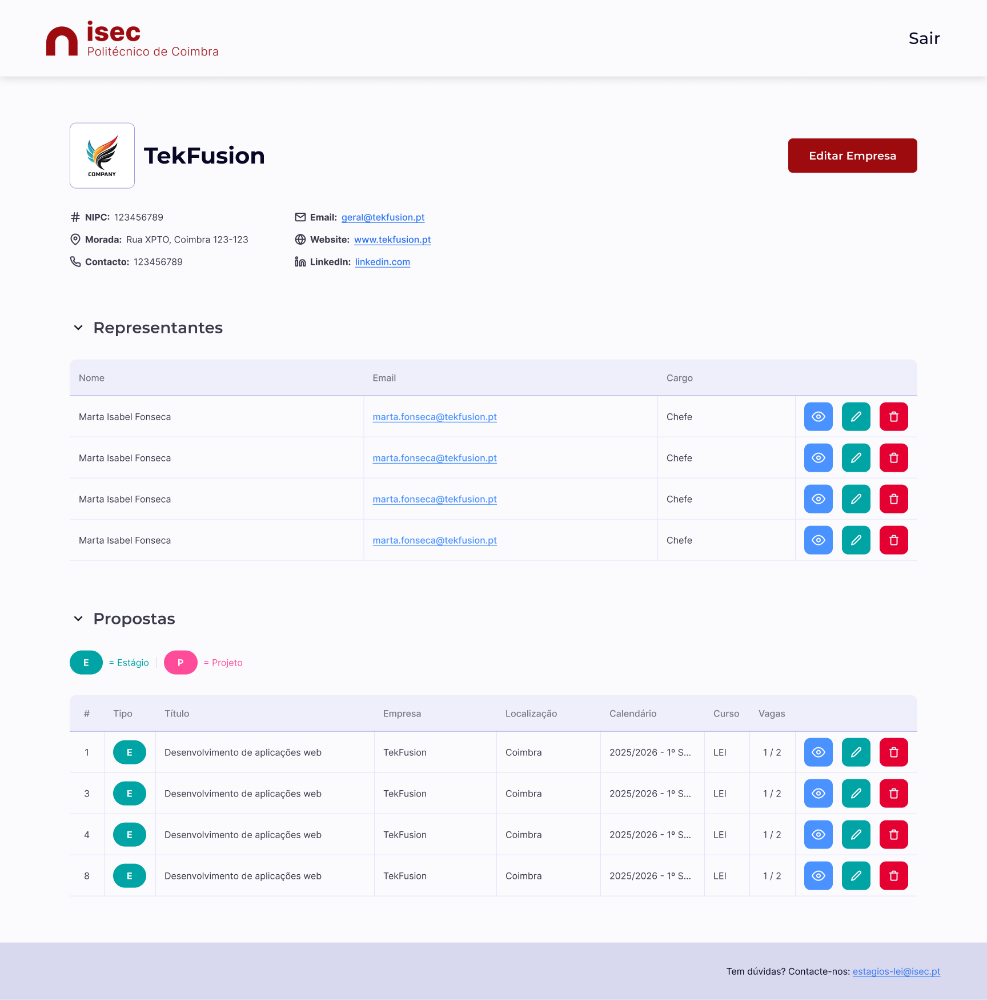 isec
Politécnico de Coimbra
Sair
COMPANY
TekFusion
Editar Empresa
NIPC: 123456789
Email: geral@tekfusion.pt
Morada: Rua XPTO, Coimbra 123-123
Website: www.tekfusion.pt
Contacto: 123456789
LinkedIn: linkedin.com
Representantes
Nome Email Cargo
Marta Isabel Fonseca marta.fonseca@tekfusion.pt Chefe
Marta Isabel Fonseca marta.fonseca@tekfusion.pt Chefe
Marta Isabel Fonseca marta.fonseca@tekfusion.pt Chefe
Marta Isabel Fonseca marta.fonseca@tekfusion.pt Chefe
Propostas
E = Estágio P = Projeto
# Tipo Título Empresa Localização Calendário Curso Vagas
1 E Desenvolvimento de aplicações web TekFusion Coimbra 2025/2026 - 1º S... LEI 1 / 2
3 E Desenvolvimento de aplicações web TekFusion Coimbra 2025/2026 - 1º S... LEI 1 / 2
4 E Desenvolvimento de aplicações web TekFusion Coimbra 2025/2026 - 1º S... LEI 1 / 2
8 E Desenvolvimento de aplicações web TekFusion Coimbra 2025/2026 - 1º S... LEI 1 / 2
Tem dúvidas? Contacte-nos: estagios-lei@isec.pt